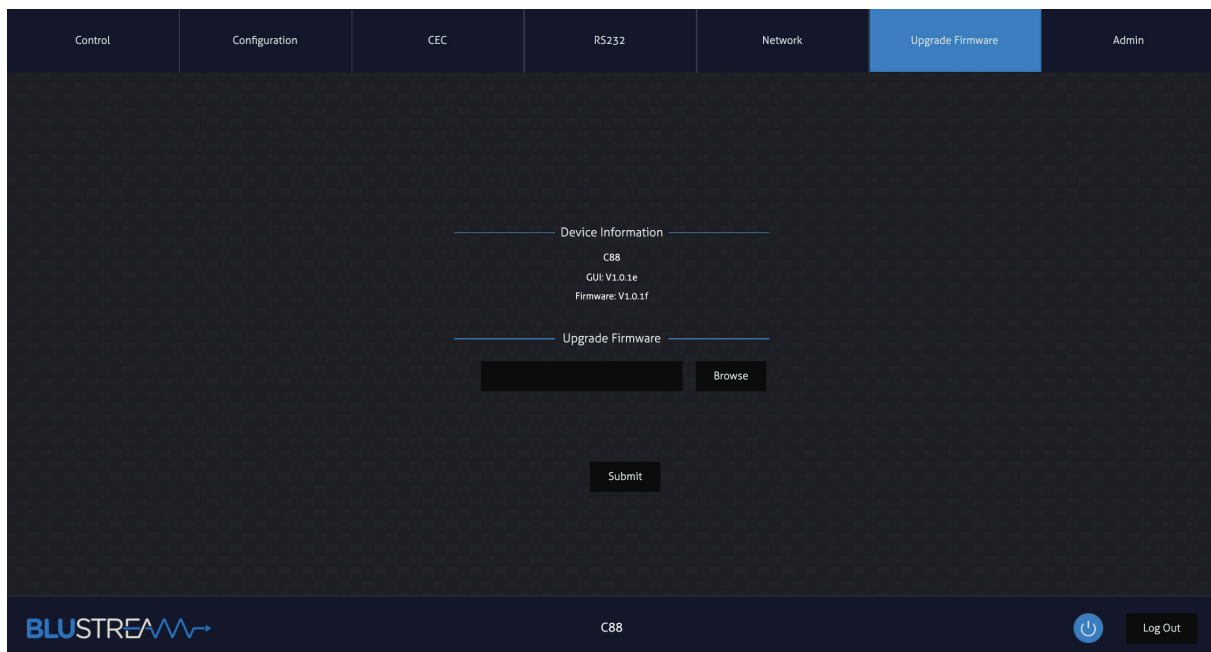 Control
Configuration
CEC
RS232
Network
Upgrade Firmware
Admin
Device Information
C88
GUI: V1.0.1e
Firmware: V1.0.1f
Upgrade Firmware
Browse
Submit
BLUSTREAM
C88
Log Out